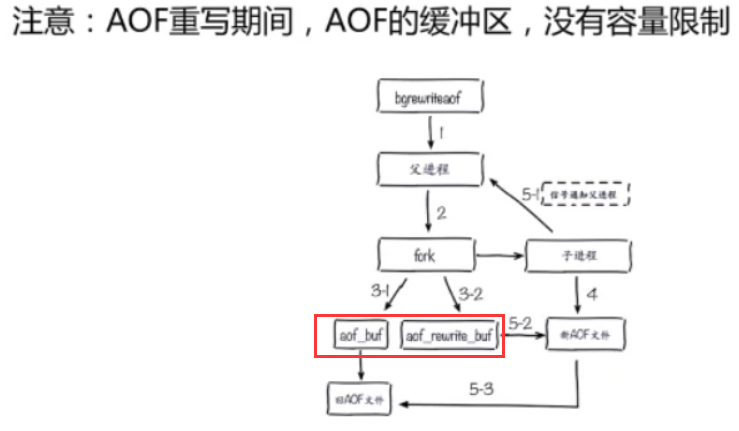 注意：AOF重写期间，AOF的缓冲区，没有容量限制
bgrewriteaof
1
父进程
5-1
信号通知父进程
2
fork
子进程
3-1
3-2
4
aof_buf
aof_rewrite_buf
5-2
新AOF文件
旧AOF文件
5-3